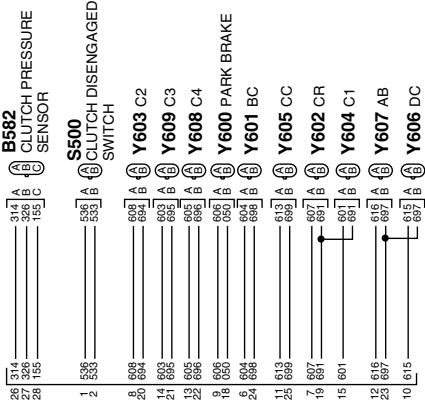 B582
CLUTCH PRESSURE
SENSOR
26 314 314 A A
27 326 326 B B
28 155 155 C C
S500
CLUTCH DISENGAGED
SWITCH
1 536 536 A A
2 533 533 B B
Y603 C2
8 608 608 A A
20 694 694 B B
Y609 C3
14 603 603 A A
21 695 695 B B
Y608 C4
13 605 605 A A
22 696 696 B B
Y600 PARK BRAKE
9 606 606 A A
18 050 050 B B
Y601 BC
6 604 604 A A
24 698 698 B B
Y605 CC
11 613 613 A A
25 699 699 B B
Y602 CR
7 607 607 A A
19 691 691 B B
Y604 C1
15 601 601 A A
691 B B
Y607 AB
12 616 616 A A
23 697 697 B B
Y606 DC
10 615 615 A A
697 B B